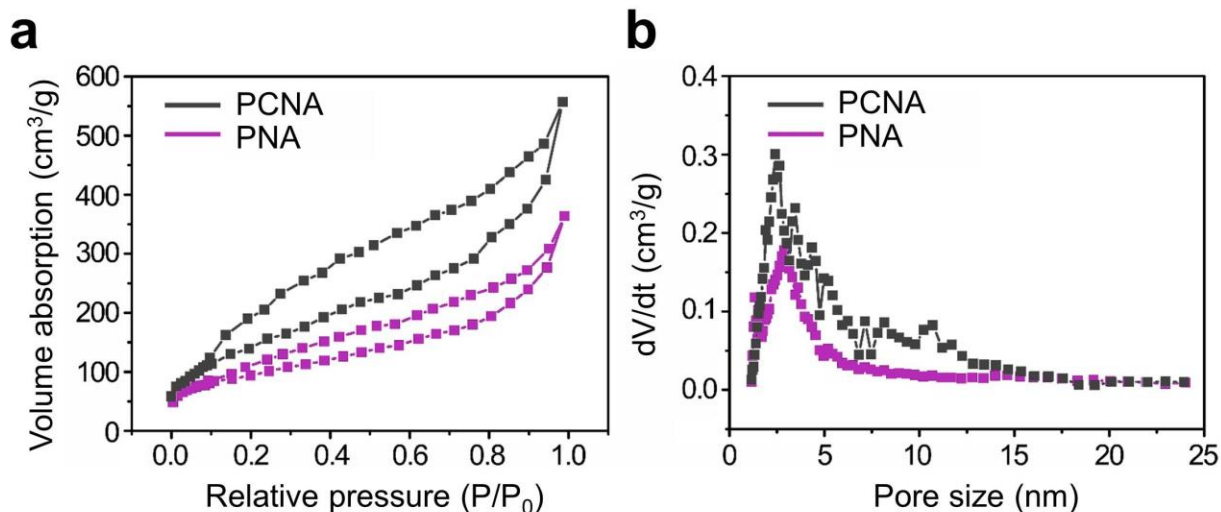 a
600
500
400
300
200
100
0
Volume absorption (cm³/g)
PCNA
PNA
0.0 0.2 0.4 0.6 0.8 1.0
Relative pressure (P/P₀)
b
0.4
0.3
0.2
0.1
0.0
dV/dt (cm³/g)
PCNA
PNA
0 5 10 15 20 25
Pore size (nm)